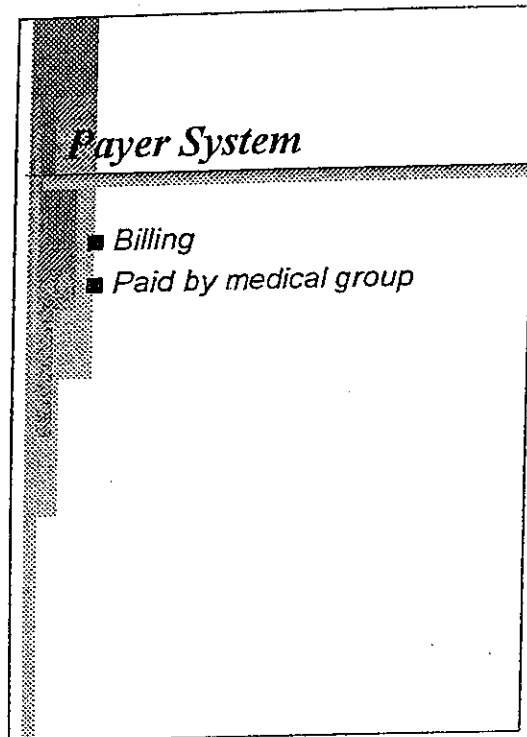 Payer System
■ Billing
■ Paid by medical group